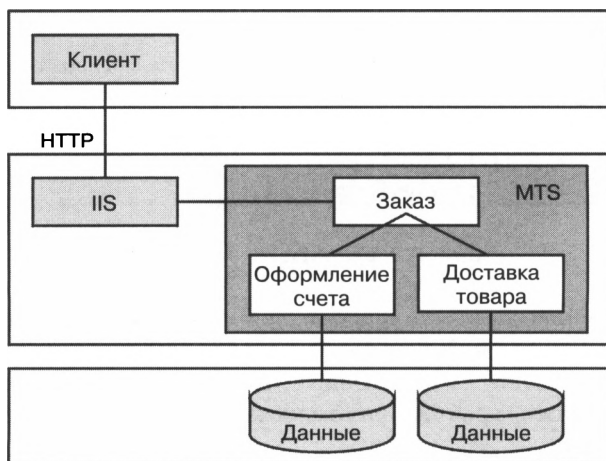 Клиент
HTTP
IIS
Заказ
MTS
Оформление
счета
Доставка
товара
Данные
Данные